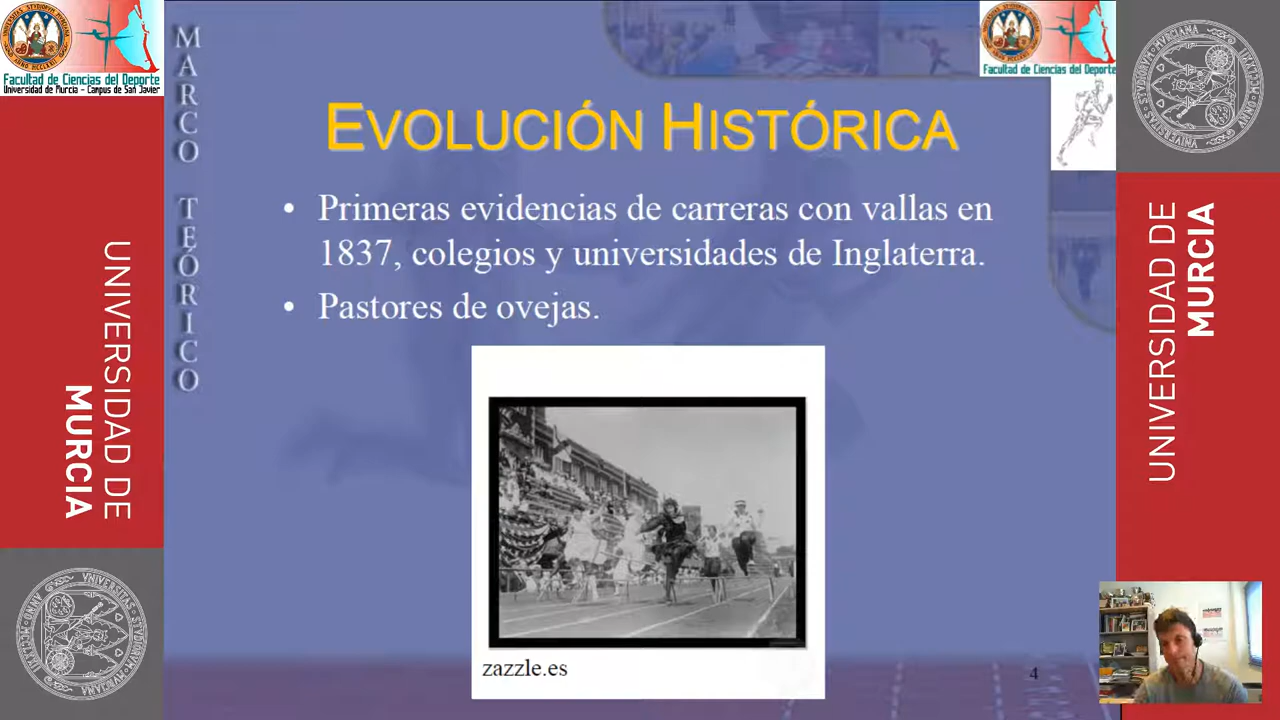 Facultad de Ciencias del Deporte
Universidad de Murcia - Campus de San Javier
MARCO TEÓRICO
Facultad de Ciencias del Deporte
EVOLUCIÓN HISTÓRICA
• Primeras evidencias de carreras con vallas en
1837, colegios y universidades de Inglaterra.
• Pastores de ovejas.
zazzle.es
4
UNIVERSIDAD DE
MURCIA
UNIVERSIDAD DE
MURCIA